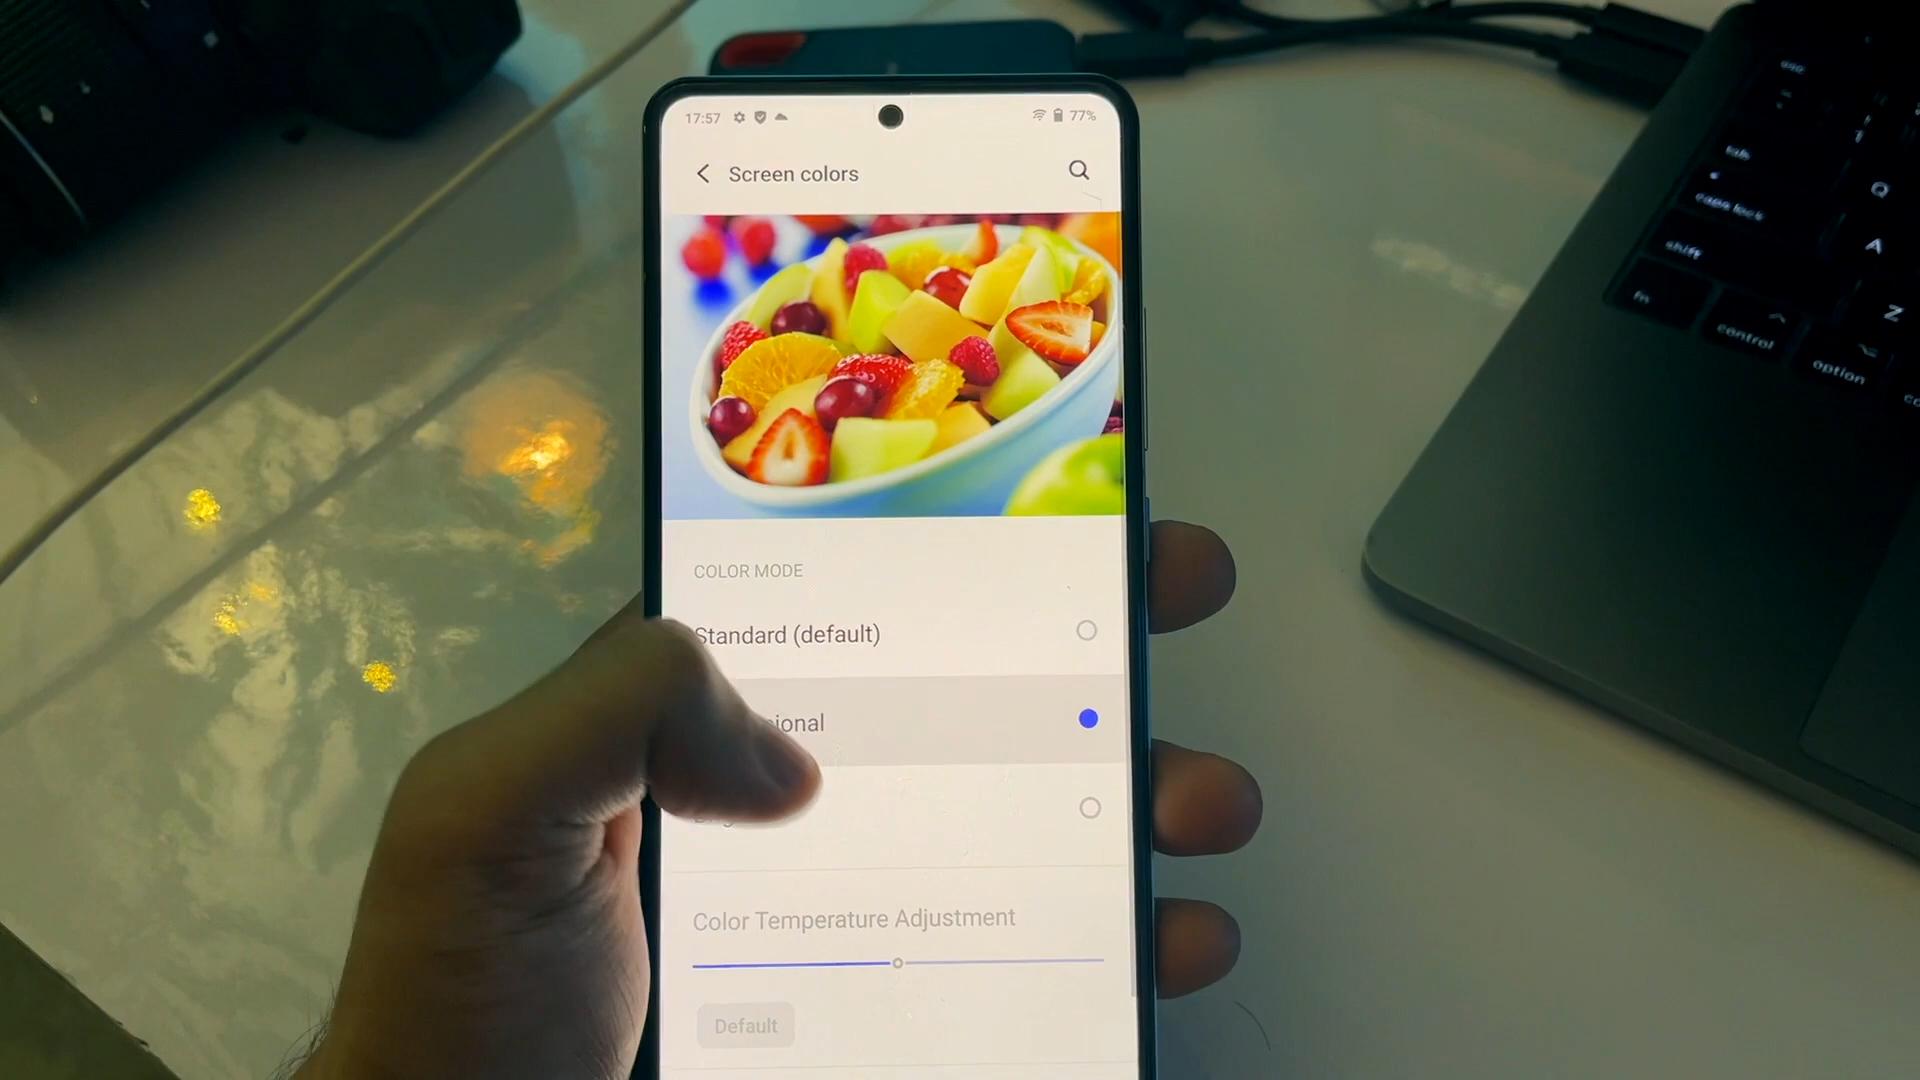 17:57 77%
Screen colors
COLOR MODE
Standard (default)
Color Temperature Adjustment
Default
esc
tab
Q
caps lock
A
shift
Z
fn
control
option